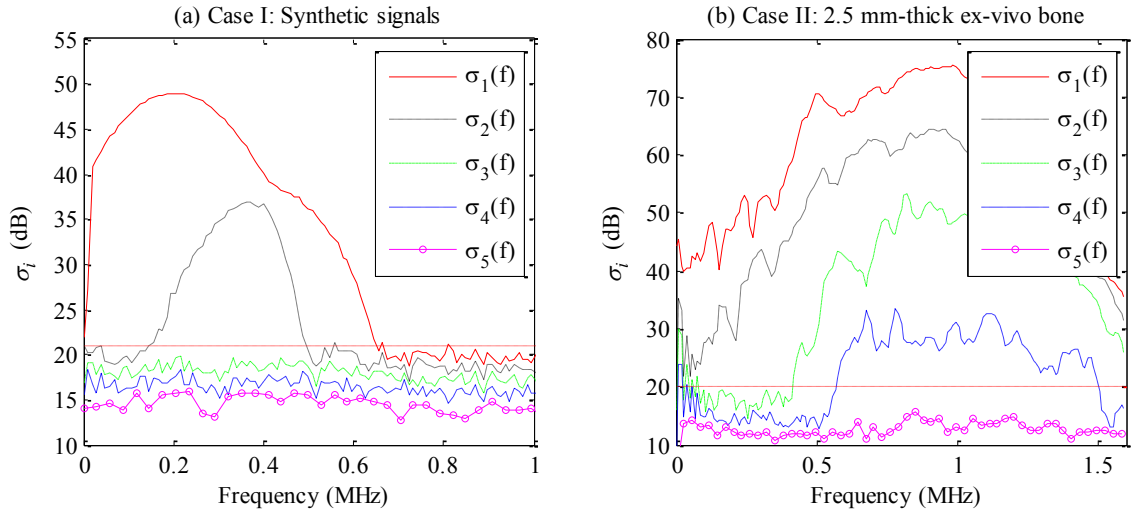 (a) Case I: Synthetic signals
55
50
45
40
35
30
25
20
15
10
σi (dB)
0
0.2
0.4
0.6
0.8
1
Frequency (MHz)
σ1(f)
σ2(f)
σ3(f)
σ4(f)
σ5(f)
(b) Case II: 2.5 mm-thick ex-vivo bone
80
70
60
50
40
30
20
10
σi (dB)
0
0.5
1
1.5
Frequency (MHz)
σ1(f)
σ2(f)
σ3(f)
σ4(f)
σ5(f)